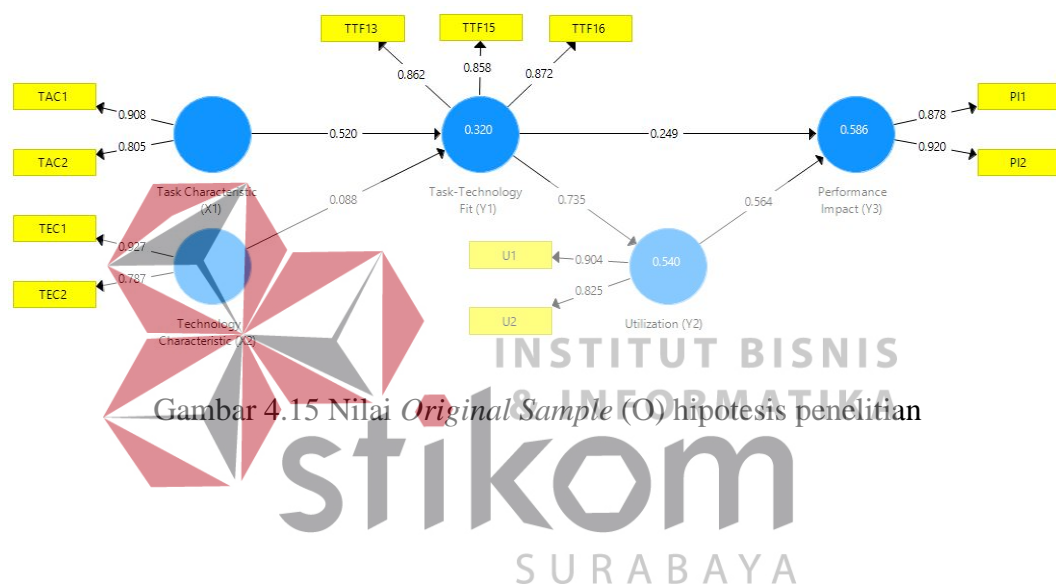 TTF13
TTF15
TTF16
0.862
0.858
0.872
TAC1
TAC2
0.908
0.805
0.520
0.320
0.249
0.586
0.878
0.920
PI1
PI2
Task Characteristic
(X1)
Task-Technology
Fit (Y1)
Performance
Impact (Y3)
0.088
0.735
0.564
TEC1
TEC2
0.927
0.787
U1
U2
0.904
0.825
0.540
Technology
Characteristic (X2)
Utilization (Y2)
INSTITUT BISNIS
& INFORMATIKA
Gambar 4.15 Nilai Original Sample (O) hipotesis penelitian
stikom
SURABAYA